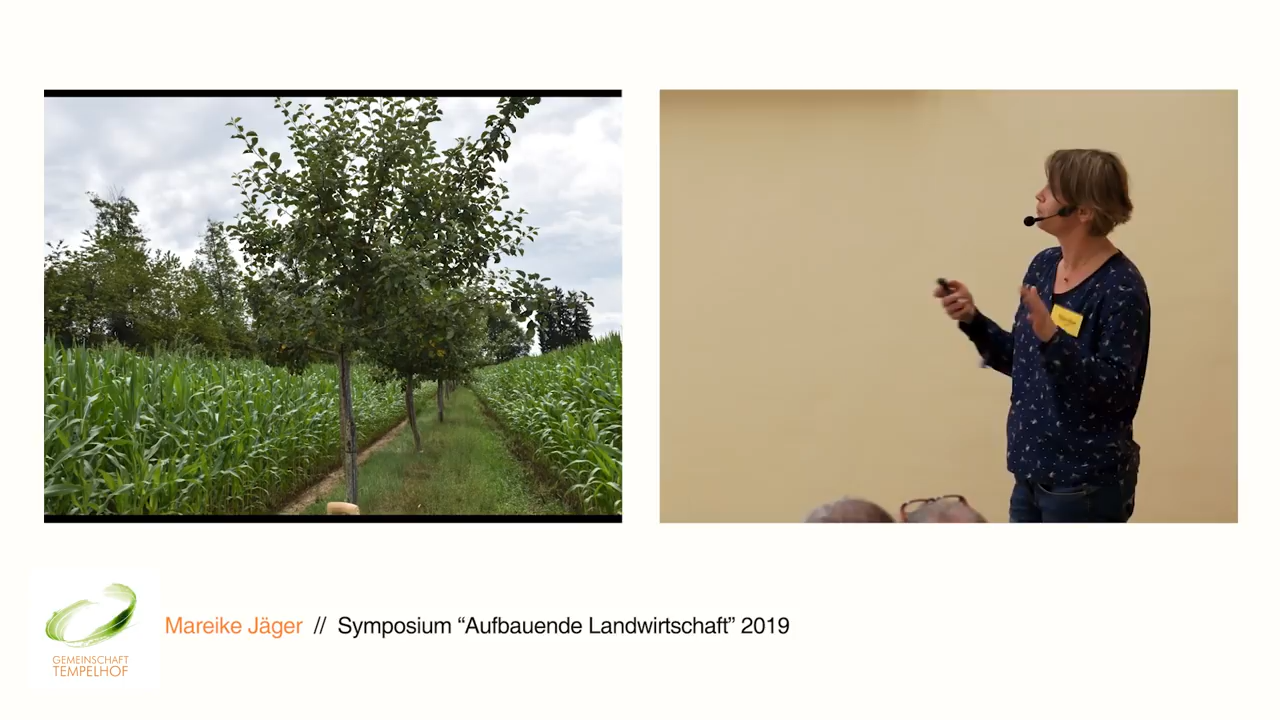 Mareike Jäger // Symposium “Aufbauende Landwirtschaft” 2019
GEMEINSCHAFT
TEMPELHOF